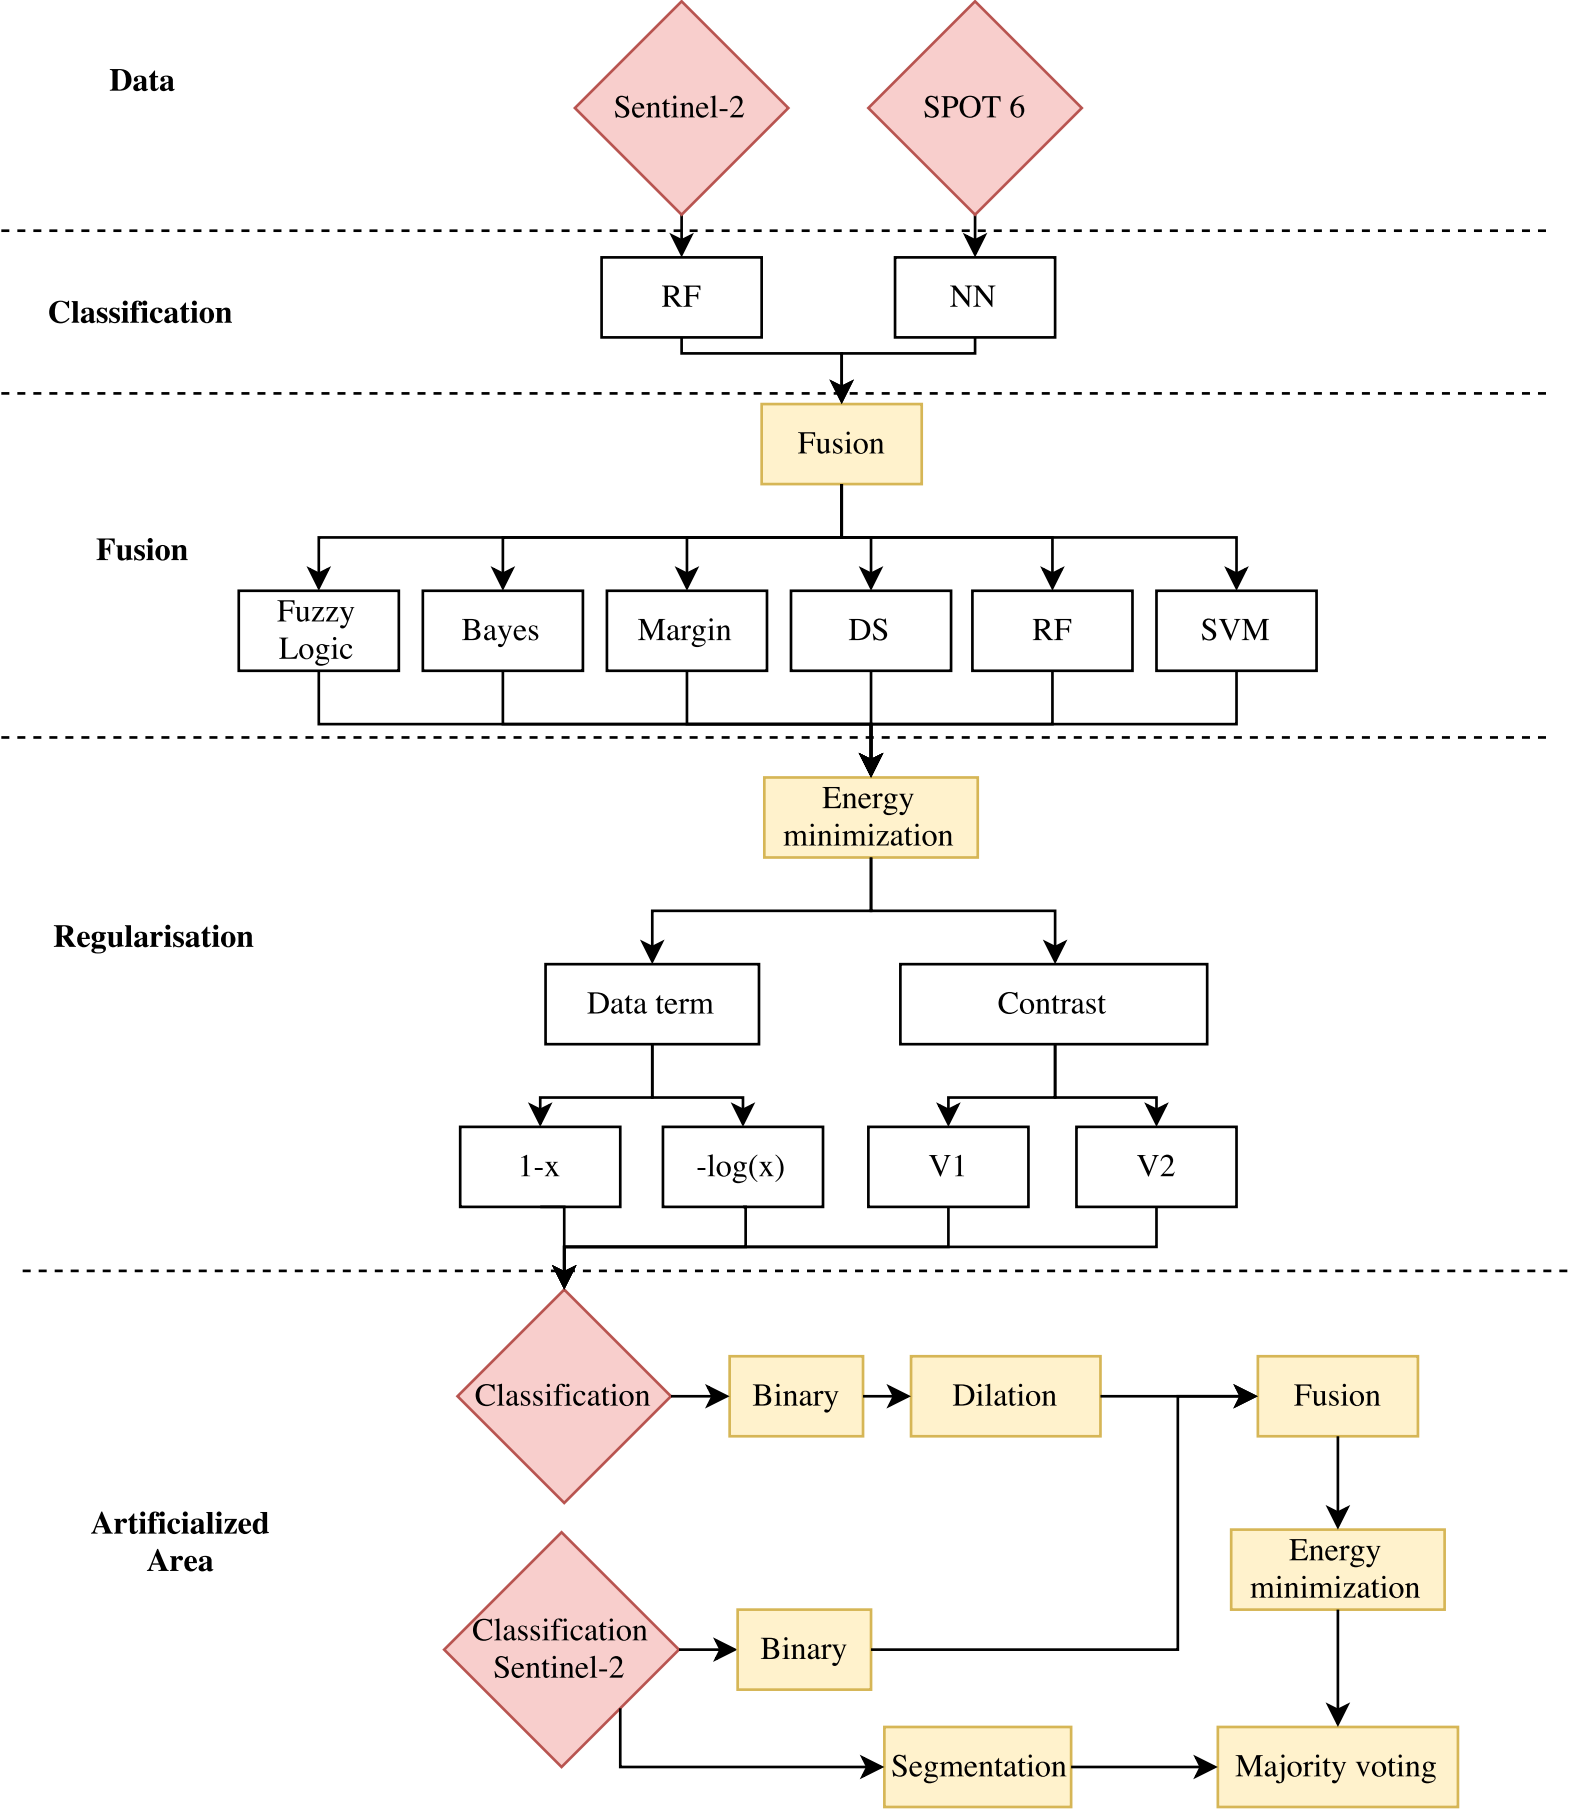 Data
Sentinel-2
SPOT 6
Classification
RF
NN
Fusion
Fusion
Fuzzy
Logic
Bayes
Margin
DS
RF
SVM
Energy
minimization
Regularisation
Data term
Contrast
1-x
-log(x)
V1
V2
Classification
Binary
Dilation
Fusion
Artificialized
Area
Energy
minimization
Classification
Sentinel-2
Binary
Segmentation
Majority voting